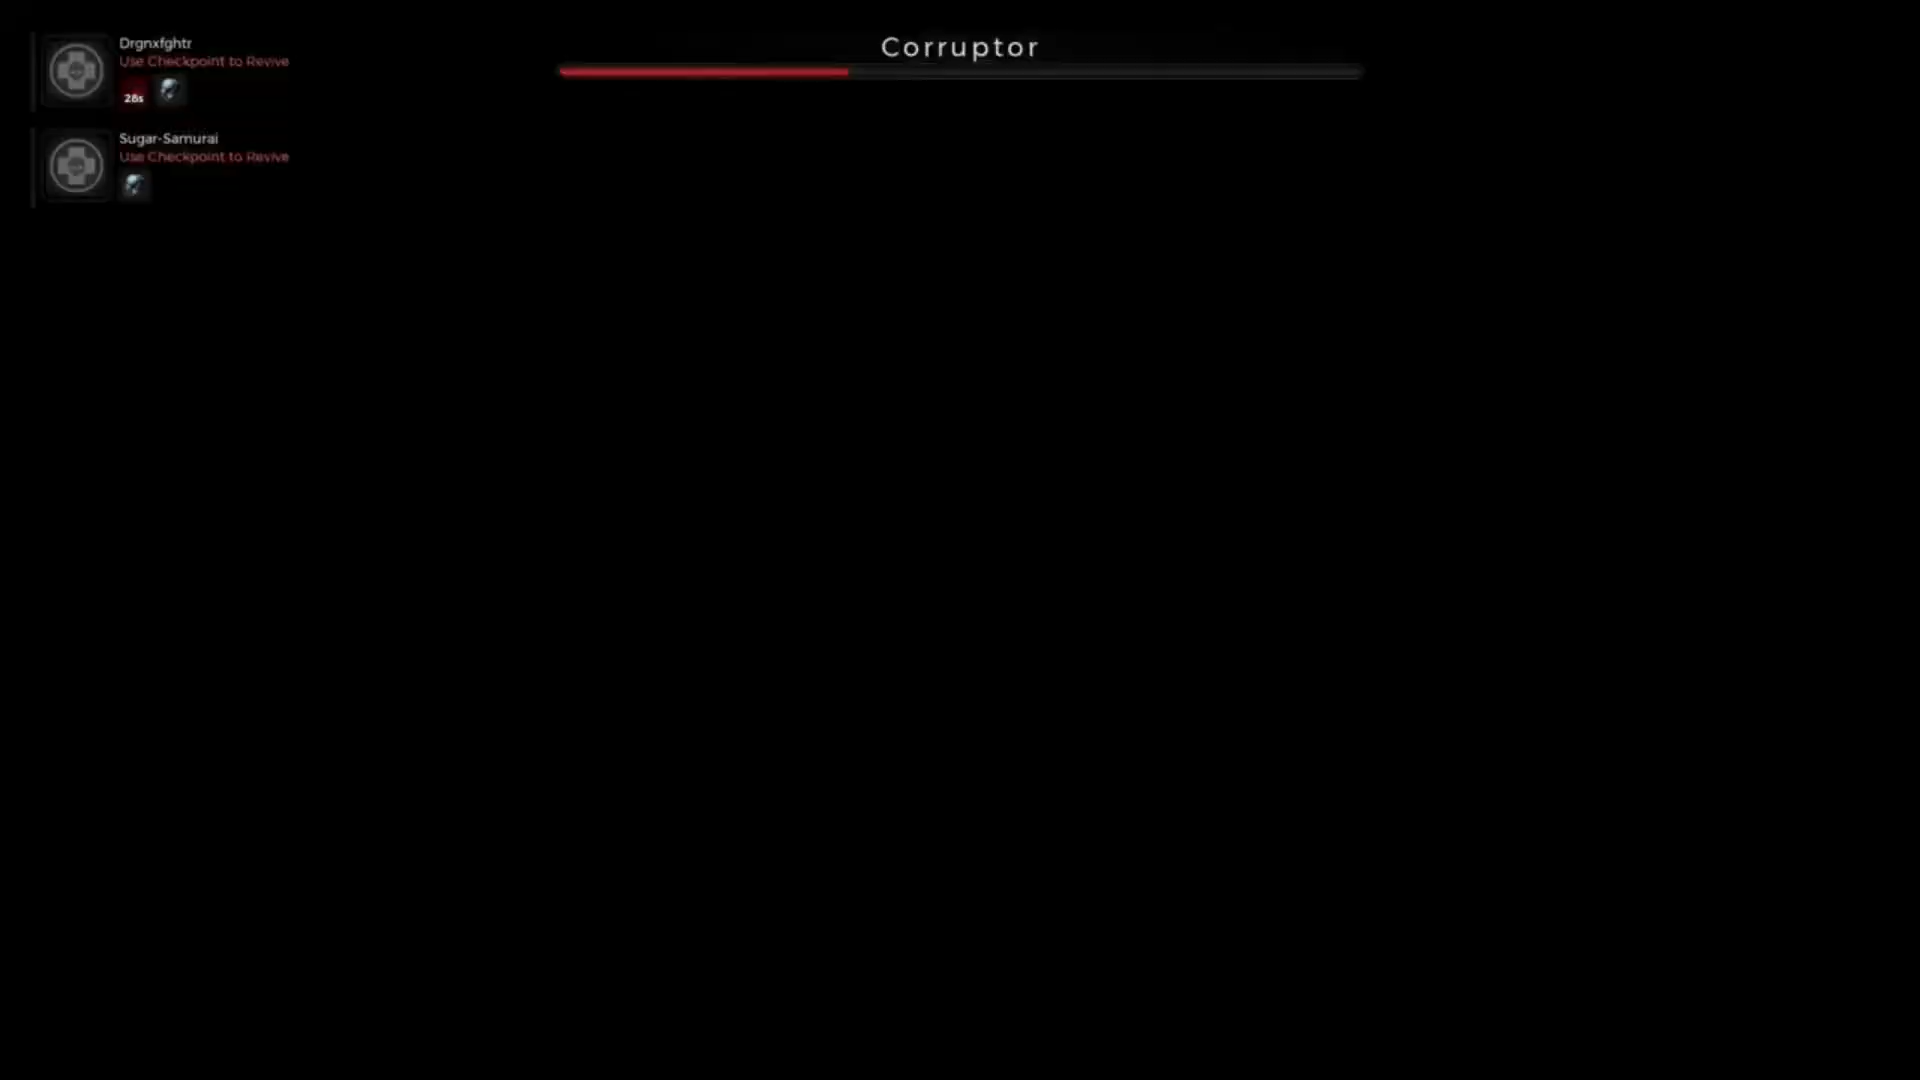 Corruptor
Drgnxfghtr
Use Checkpoint to Revive
28s
Sugar-Samurai
Use Checkpoint to Revive